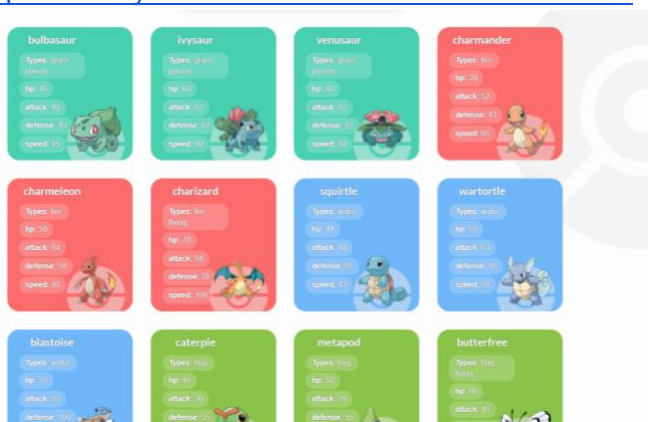 bulbasaur
Types: grass,
poison
hp: 45
attack: 49
defense: 49
speed: 45
ivysaur
Types: grass,
poison
hp: 60
attack: 62
defense: 63
speed: 60
venusaur
Types: grass,
poison
hp: 80
attack: 82
defense: 83
speed: 80
charmander
Types: fire,
hp: 39
attack: 52
defense: 43
speed: 65
charmeleon
Types: fire,
hp: 58
attack: 64
defense: 58
speed: 80
charizard
Types: fire,
flying,
hp: 78
attack: 84
defense: 78
speed: 100
squirtle
Types: water,
hp: 44
attack: 48
defense: 65
speed: 43
wartortle
Types: water,
hp: 59
attack: 63
defense: 80
speed: 58
blastoise
Types: water,
hp: 79
attack: 83
defense: 100
caterpie
Types: bug,
hp: 45
attack: 30
defense: 35
metapod
Types: bug,
hp: 50
attack: 20
defense: 55
butterfree
Types: bug,
flying,
hp: 60
attack: 45